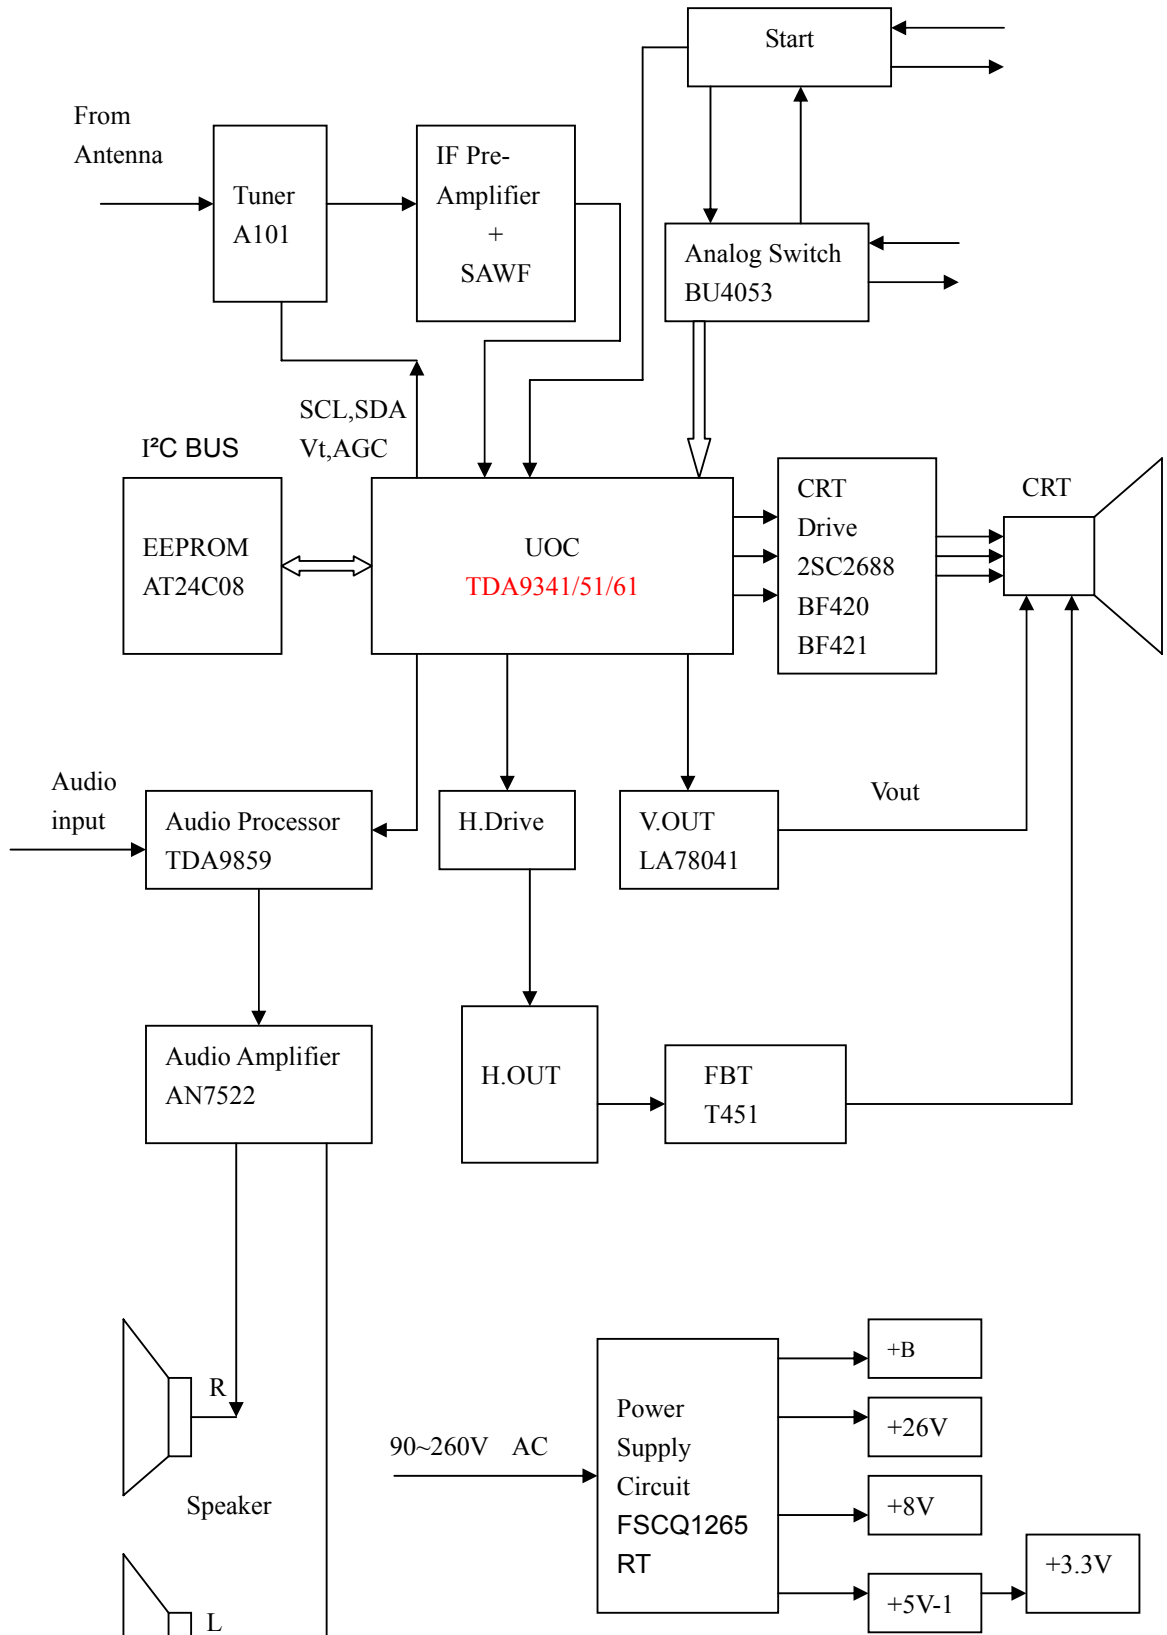 Start
From
Antenna
Tuner
A101
IF Pre-
Amplifier
+
SAWF
Analog Switch
BU4053
SCL,SDA
Vt,AGC
I²C BUS
EEPROM
AT24C08
UOC
TDA9341/51/61
CRT
Drive
2SC2688
BF420
BF421
CRT
Audio
input
Audio Processor
TDA9859
H.Drive
V.OUT
LA78041
Vout
Audio Amplifier
AN7522
H.OUT
FBT
T451
R
Speaker
L
90~260V AC
Power
Supply
Circuit
FSCQ1265
RT
+B
+26V
+8V
+5V-1
+3.3V